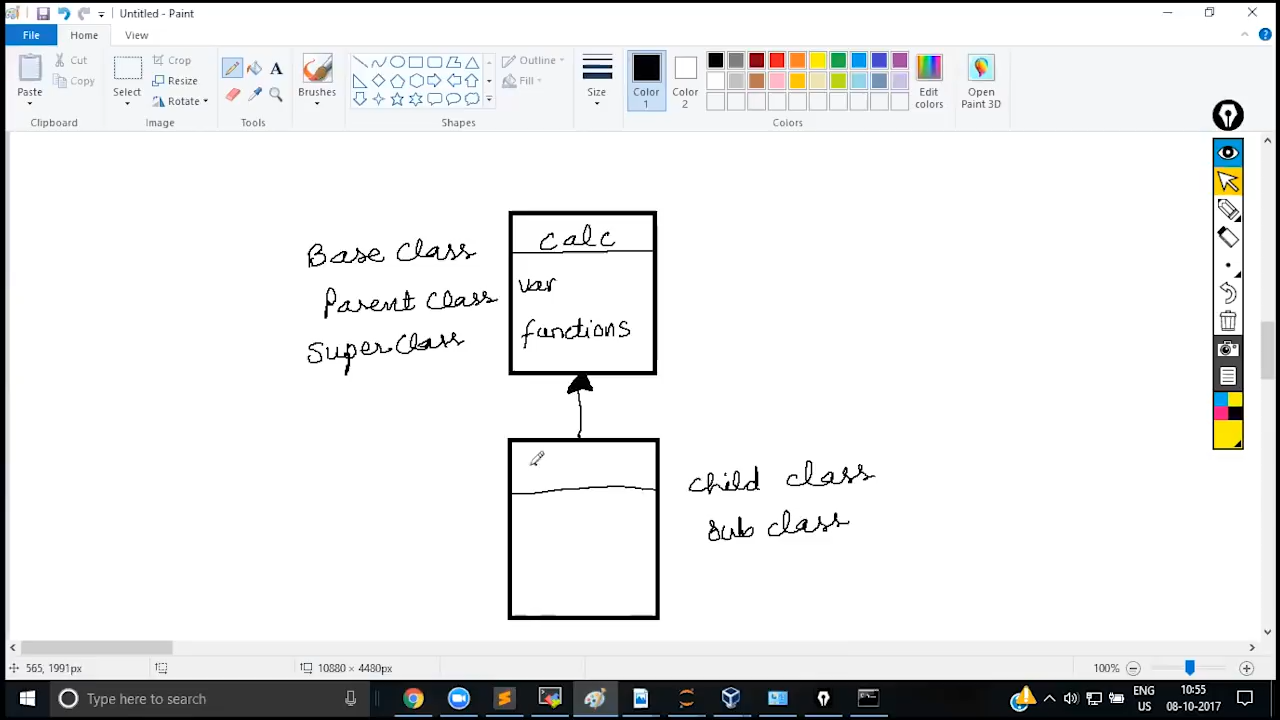 Untitled - Paint
File Home View
Cut
Copy
Paste
Clipboard
Select
Crop
Resize
Rotate
Image
Tools
Brushes
Outline
Fill
Shapes
Size
Color 1
Color 2
Edit colors
Open Paint 3D
Colors
calc
Base Class
var
Parent Class
functions
Super Class
child class
sub class
565, 1991px
10880 × 4480px
100%
Type here to search
ENG
US
10:55
08-10-2017